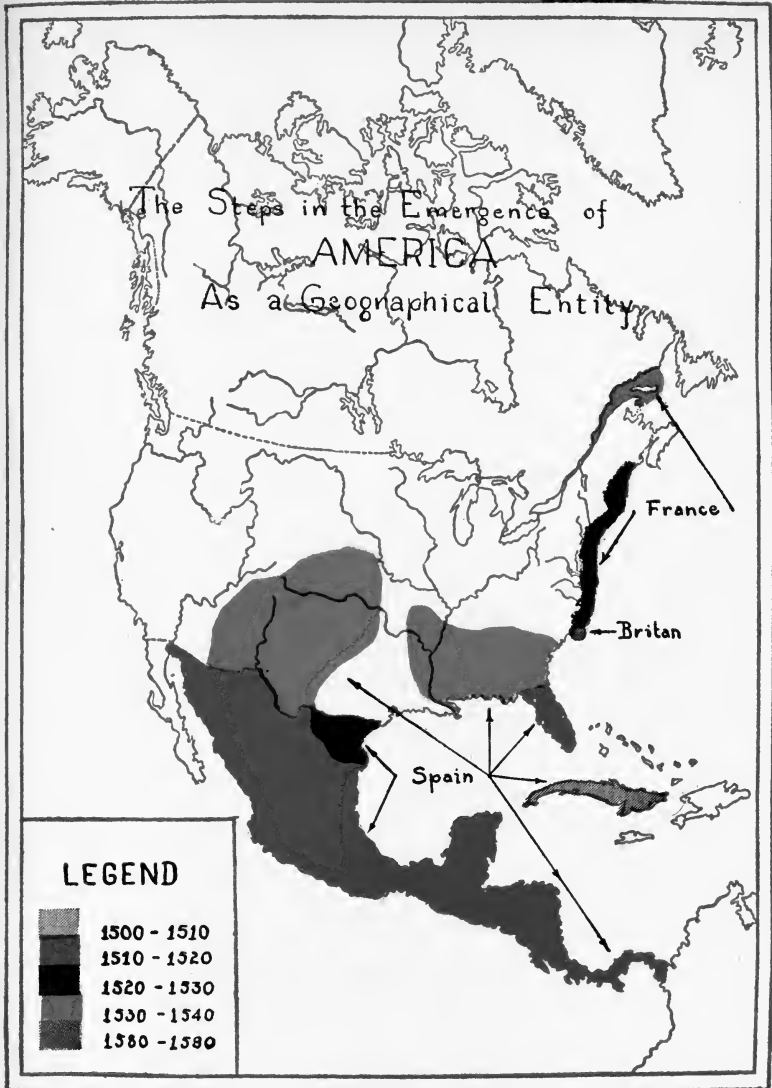 The Steps in the Emergence of
AMERICA
As a Geographical Entity
France
Britan
Spain
LEGEND
1500 - 1510
1510 - 1520
1520 - 1530
1530 - 1540
1580 - 1580